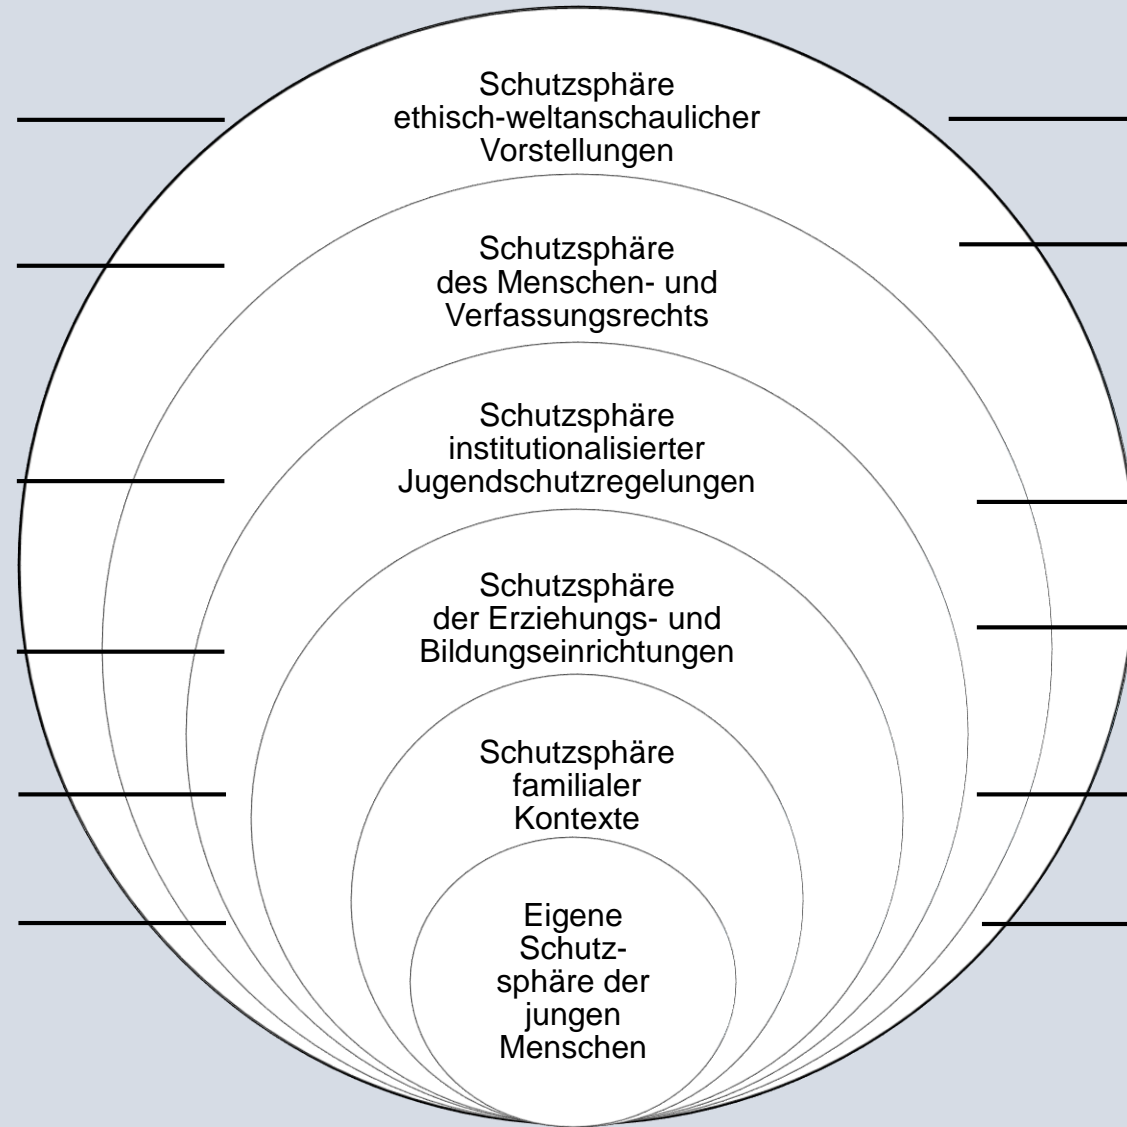 Schutzsphäre
ethisch-weltanschaulicher
Vorstellungen
Schutzsphäre
des Menschen- und
Verfassungsrechts
Schutzsphäre
institutionalisierter
Jugendschutzregelungen
Schutzsphäre
der Erziehungs- und
Bildungseinrichtungen
Schutzsphäre
familialer
Kontexte
Eigene
Schutz-
sphäre der
jungen
Menschen